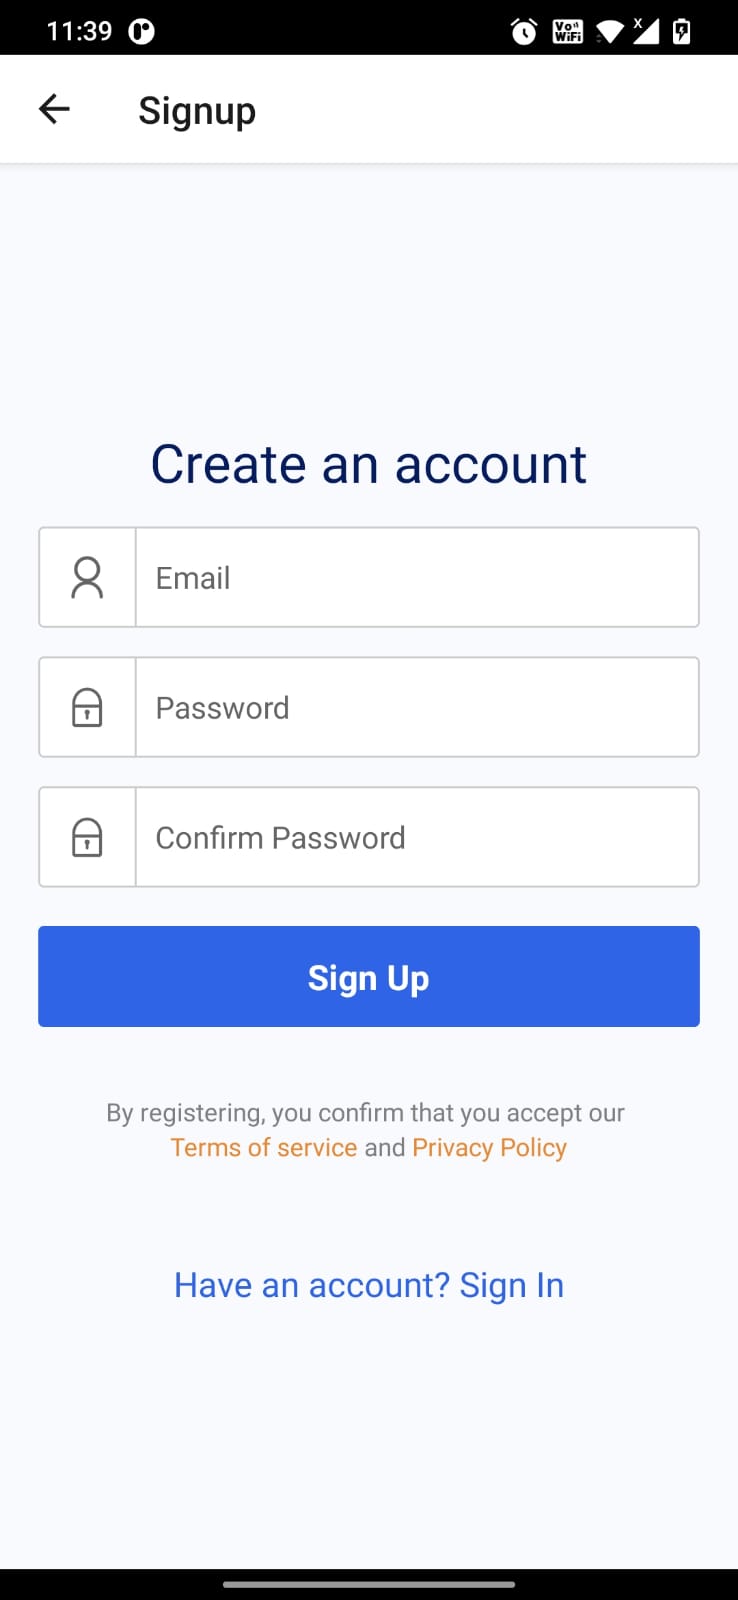 11:39
Vo WiFi
X
Signup
Create an account
Email
Password
Confirm Password
Sign Up
By registering, you confirm that you accept our
Terms of service and Privacy Policy
Have an account? Sign In